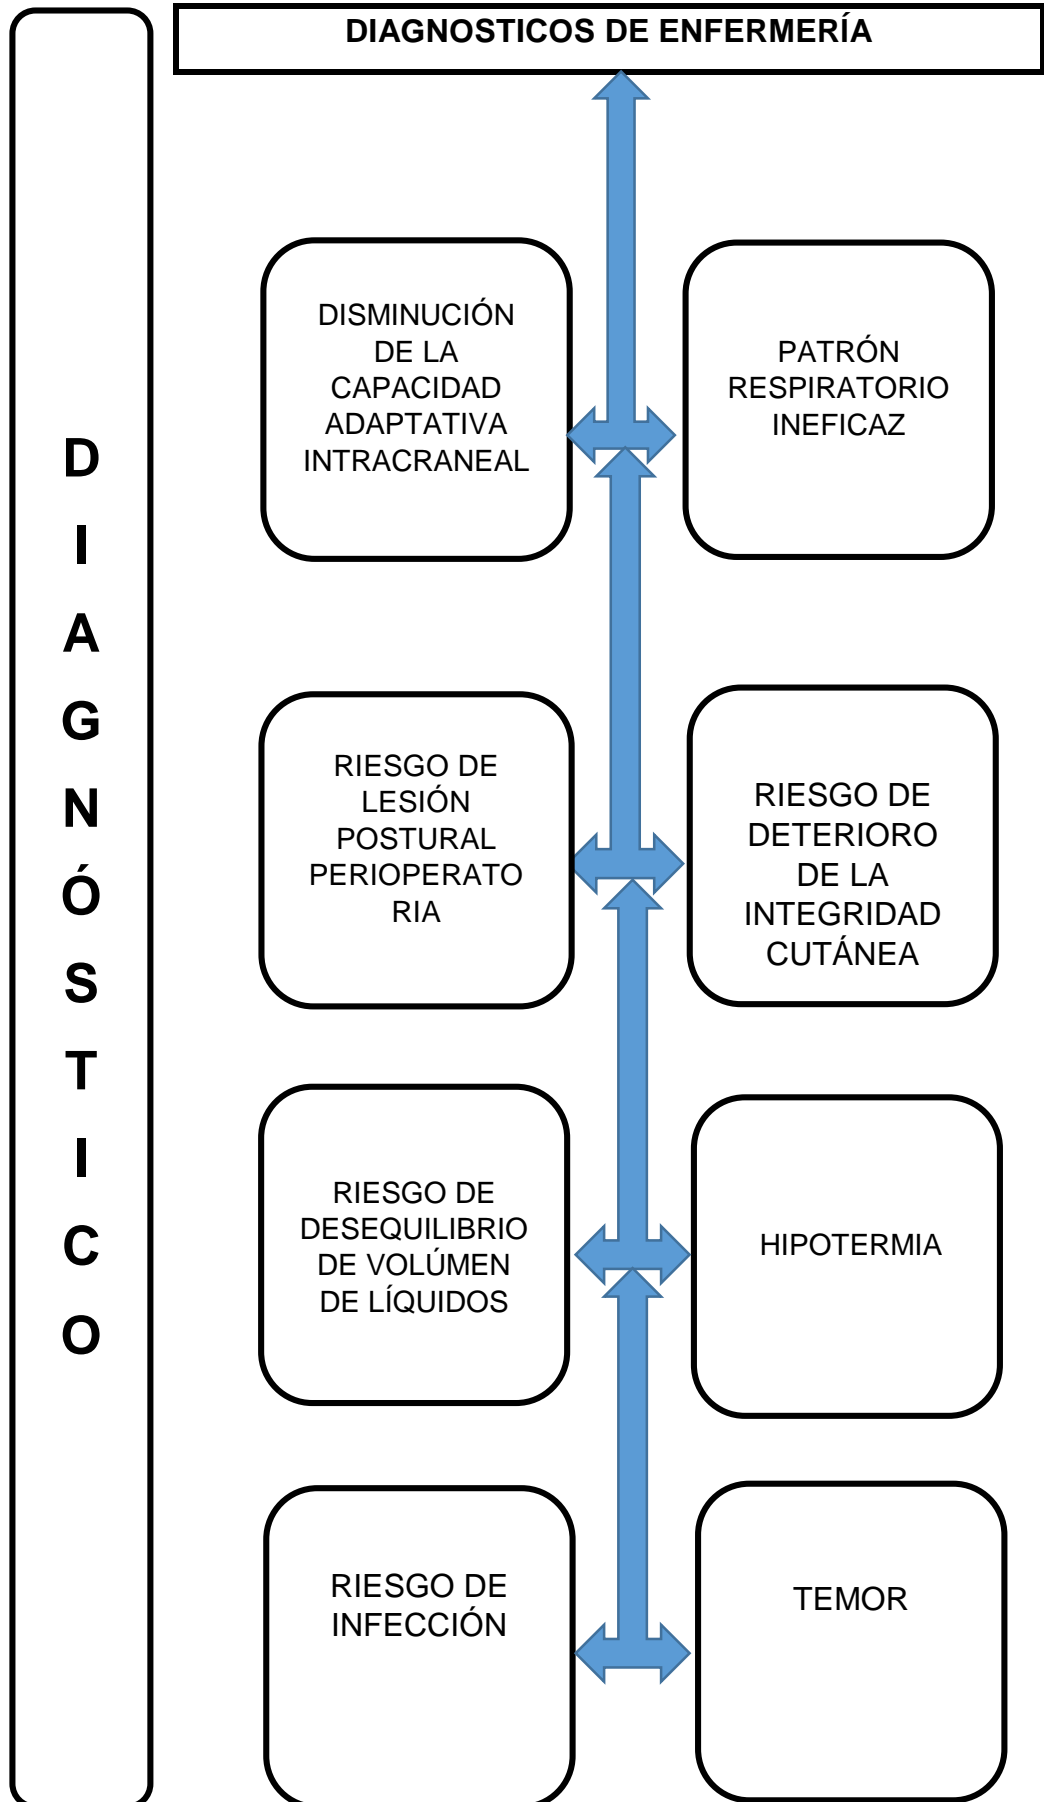 DIAGNOSTICOS DE ENFERMERÍA
D
I
A
G
N
Ó
S
T
I
C
O
DISMINUCIÓN
DE LA
CAPACIDAD
ADAPTATIVA
INTRACRANEAL
PATRÓN
RESPIRATORIO
INEFICAZ
RIESGO DE
LESIÓN
POSTURAL
PERIOPERATO
RIA
RIESGO DE
DETERIORO
DE LA
INTEGRIDAD
CUTÁNEA
RIESGO DE
DESEQUILIBRIO
DE VOLÚMEN
DE LÍQUIDOS
HIPOTERMIA
RIESGO DE
INFECCIÓN
TEMOR